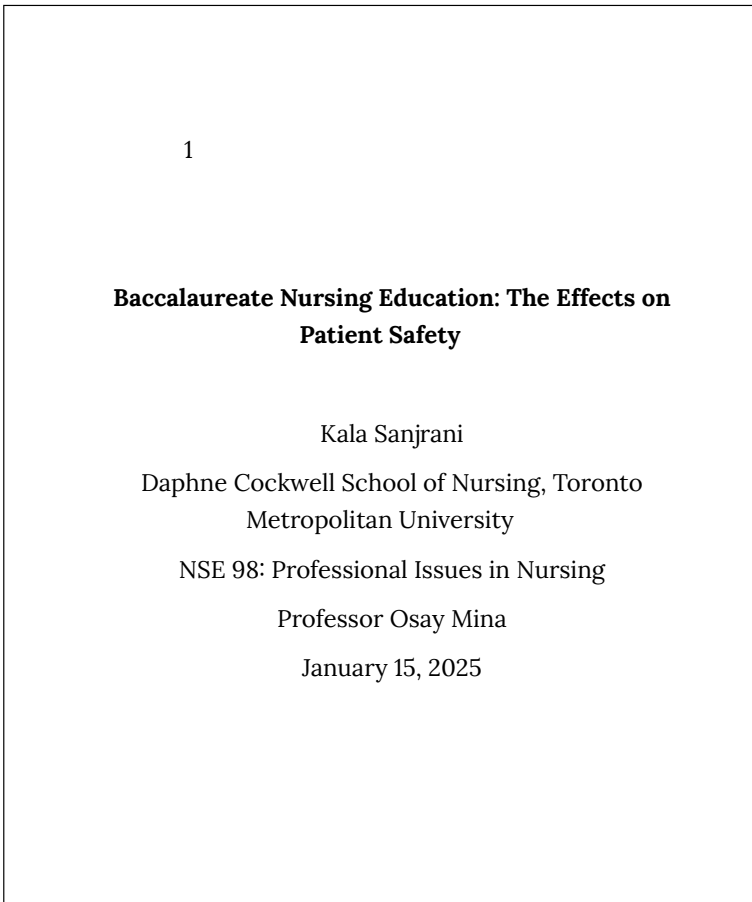 1
Baccalaureate Nursing Education: The Effects on
Patient Safety
Kala Sanjrani
Daphne Cockwell School of Nursing, Toronto
Metropolitan University
NSE 98: Professional Issues in Nursing
Professor Osay Mina
January 15, 2025